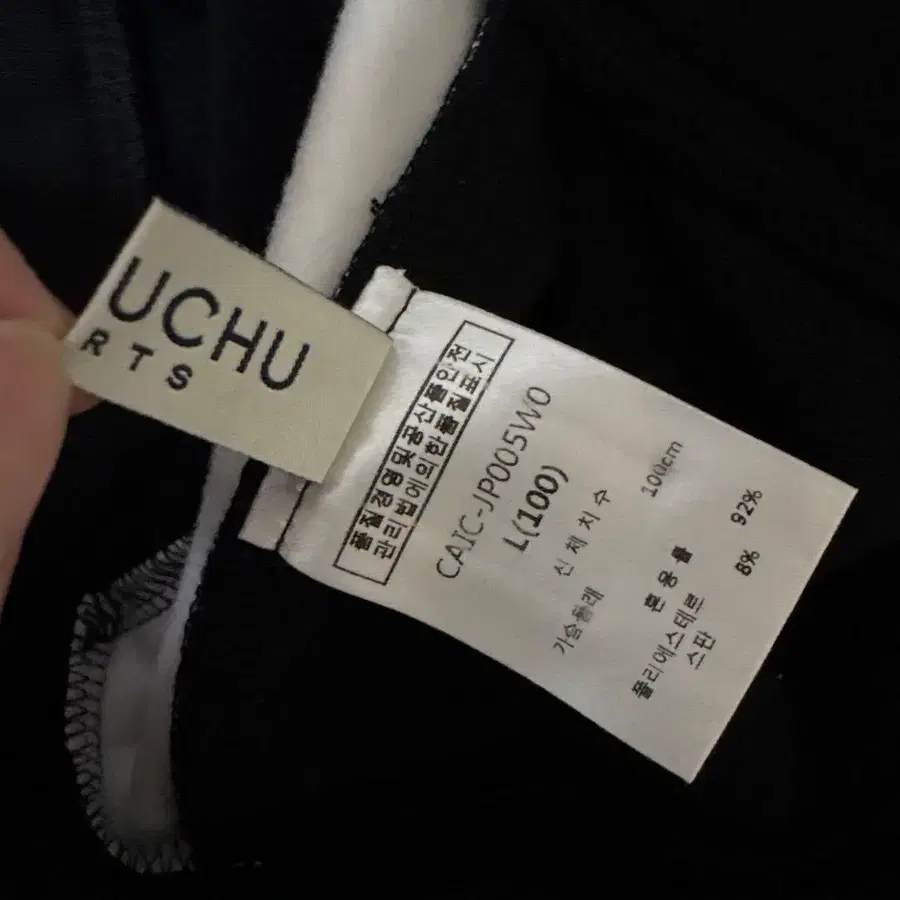 UCHU
RTS
품질경영및공산품안전
관리법에의한품질표시
CAIC-JP005W0
L(100)
신체치수
가슴둘레 100cm
혼용률
폴리에스테르 92%
스판 8%